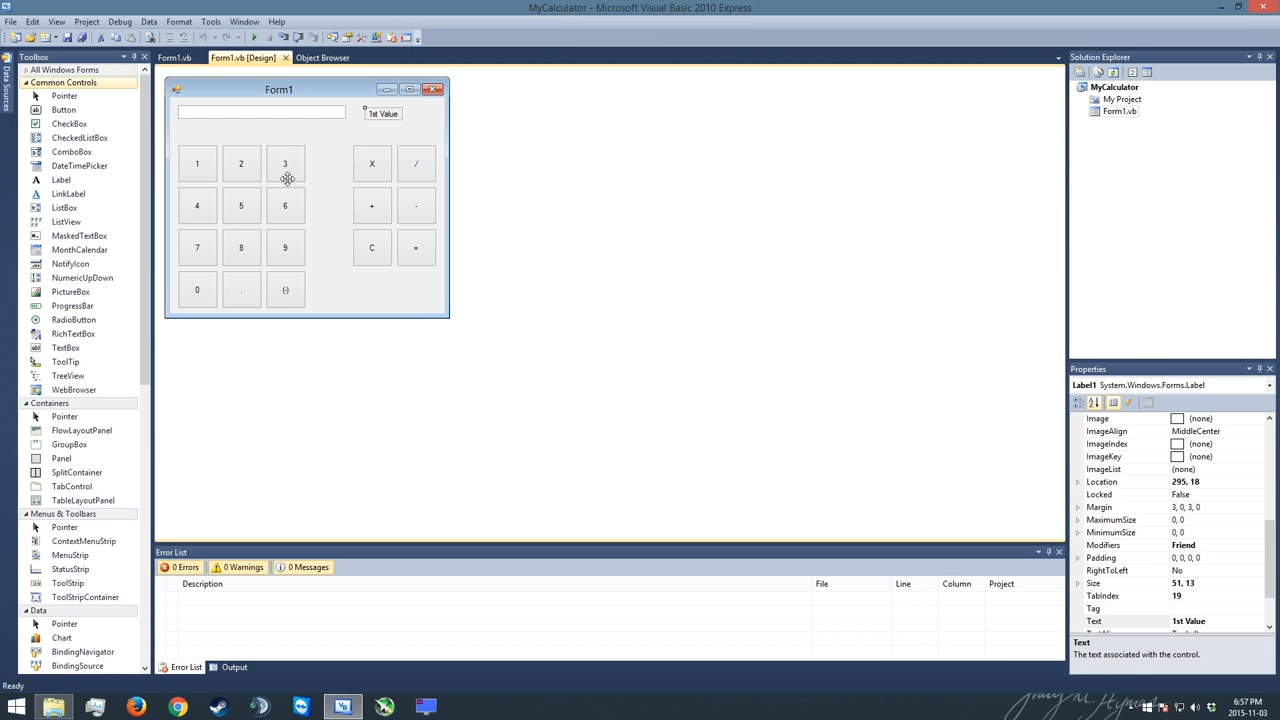 MyCalculator - Microsoft Visual Basic 2010 Express
File Edit View Project Debug Data Format Tools Window Help
Data Sources
Toolbox
All Windows Forms
Common Controls
Pointer
Button
CheckBox
CheckedListBox
ComboBox
DateTimePicker
Label
LinkLabel
ListBox
ListView
MaskedTextBox
MonthCalendar
NotifyIcon
NumericUpDown
PictureBox
ProgressBar
RadioButton
RichTextBox
TextBox
ToolTip
TreeView
WebBrowser
Containers
Pointer
FlowLayoutPanel
GroupBox
Panel
SplitContainer
TabControl
TableLayoutPanel
Menus & Toolbars
Pointer
ContextMenuStrip
MenuStrip
StatusStrip
ToolStrip
ToolStripContainer
Data
Pointer
Chart
BindingNavigator
BindingSource
Form1.vb Form1.vb [Design] Object Browser
Form1
1st Value
1 2 3 X /
4 5 6 + -
7 8 9 C =
0 . (-)
Error List
0 Errors 0 Warnings 0 Messages
Description File Line Column Project
Error List Output
Solution Explorer
MyCalculator
My Project
Form1.vb
Properties
Label1 System.Windows.Forms.Label
Image (none)
ImageAlign MiddleCenter
ImageIndex (none)
ImageKey (none)
ImageList (none)
Location 295, 18
Locked False
Margin 3, 0, 3, 0
MaximumSize 0, 0
MinimumSize 0, 0
Modifiers Friend
Padding 0, 0, 0, 0
RightToLeft No
Size 51, 13
TabIndex 19
Tag
Text 1st Value
Text
The text associated with the control.
Ready
6:57 PM
2015-11-03